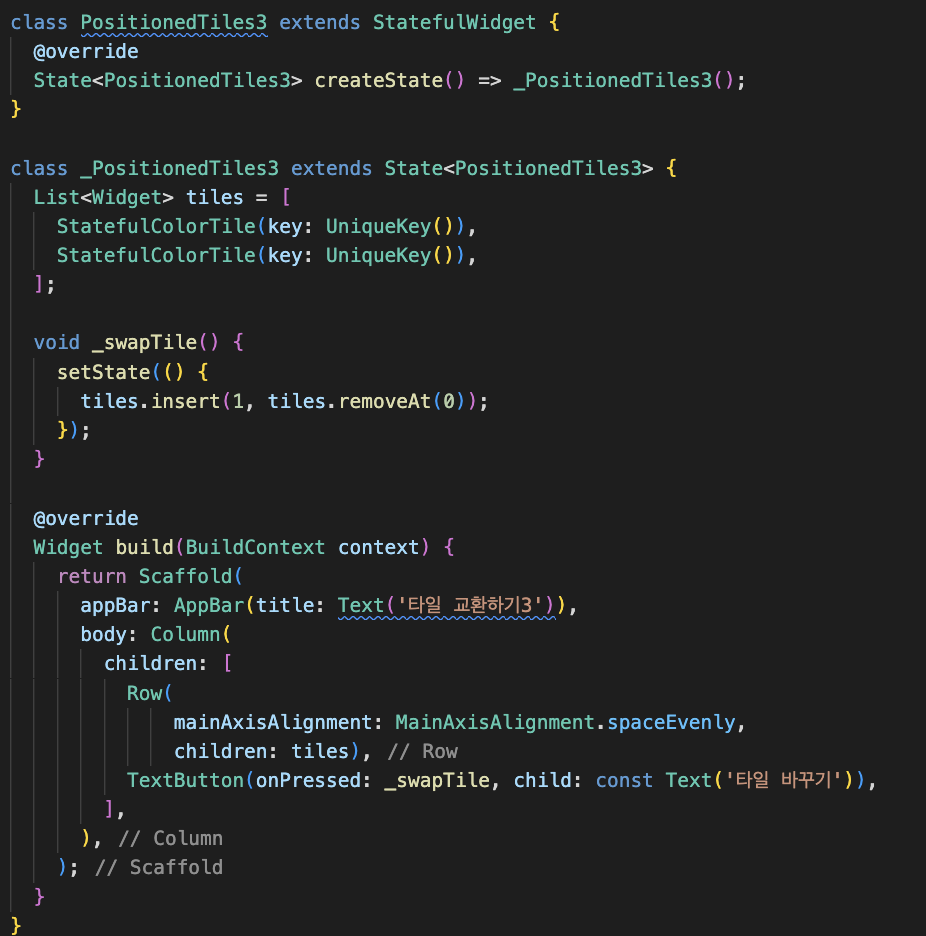 class PositionedTiles3 extends StatefulWidget {
  @override
  State<PositionedTiles3> createState() => _PositionedTiles3();
}

class _PositionedTiles3 extends State<PositionedTiles3> {
  List<Widget> tiles = [
    StatefulColorTile(key: UniqueKey()),
    StatefulColorTile(key: UniqueKey()),
  ];

  void _swapTile() {
    setState(() {
      tiles.insert(1, tiles.removeAt(0));
    });
  }

  @override
  Widget build(BuildContext context) {
    return Scaffold(
      appBar: AppBar(title: Text('타일 교환하기3')),
      body: Column(
        children: [
          Row(
              mainAxisAlignment: MainAxisAlignment.spaceEvenly,
              children: tiles), // Row
          TextButton(onPressed: _swapTile, child: const Text('타일 바꾸기')),
        ],
      ), // Column
    ); // Scaffold
  }
}